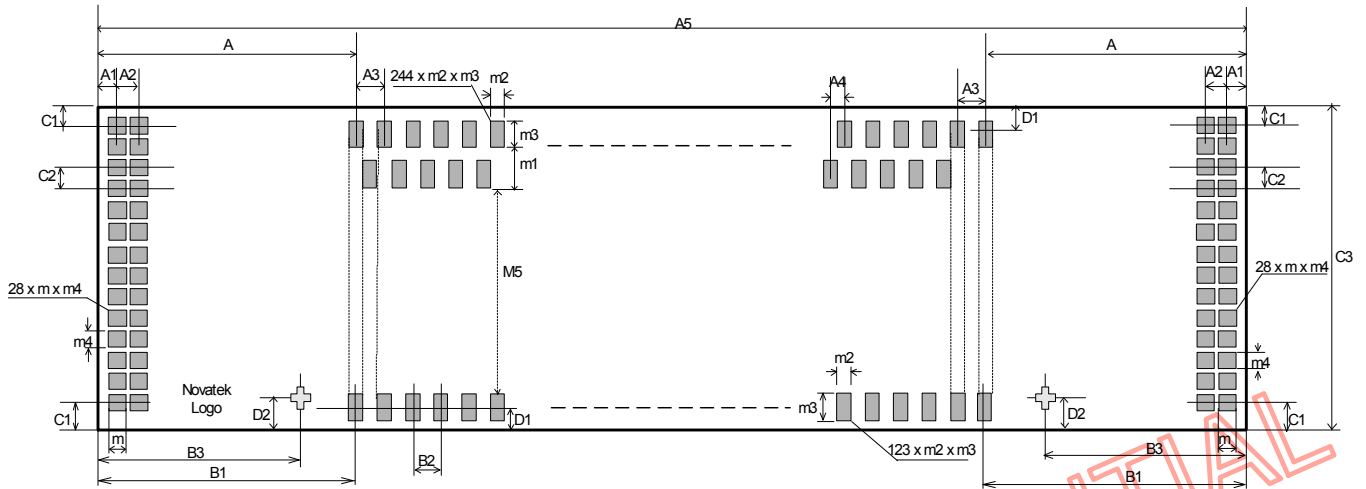 A5
A
A
A1
A2
A3
244 x m2 x m3
m2
A4
A3
A2
A1
C1
D1
C1
m3
m1
C2
C2
M5
C3
28 x m x m4
28 x m x m4
m4
m4
m2
Novatek
Logo
m3
C1
D2
D1
D2
C1
m
B2
123 x m2 x m3
m
B3
B3
B1
B1
NTIAL